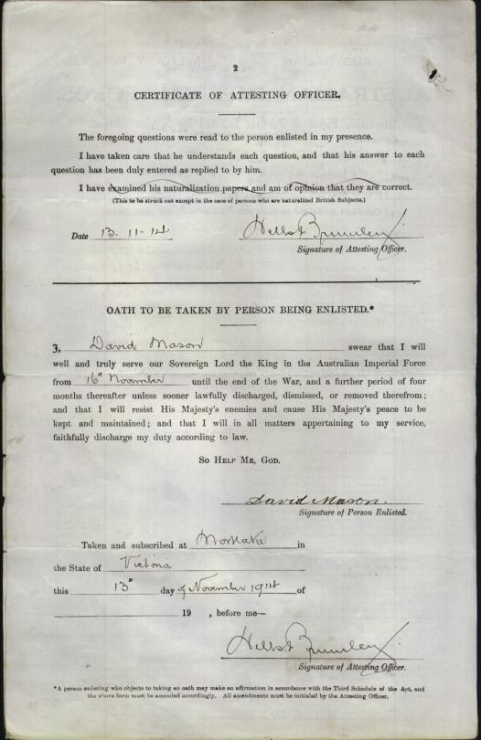 2
CERTIFICATE OF ATTESTING OFFICER.
The foregoing questions were read to the person enlisted in my presence.
I have taken care that he understands each question, and that his answer to each
question has been duly entered as replied to by him.
I have examined his naturalization papers and am of opinion that they are correct.
(This to be struck out except in the case of persons who are naturalized British Subjects.)
Date 13. 11-14
Signature of Attesting Officer.
OATH TO BE TAKEN BY PERSON BEING ENLISTED.*
3, David Mason swear that I will
well and truly serve our Sovereign Lord the King in the Australian Imperial Force
from 16" November until the end of the War, and a further period of four
months thereafter unless sooner lawfully discharged, dismissed, or removed therefrom;
and that I will resist His Majesty's enemies and cause His Majesty's peace to be
kept and maintained; and that I will in all matters appertaining to my service,
faithfully discharge my duty according to law.
SO HELP ME, GOD.
David Mason.
Signature of Person Enlisted.
Taken and subscribed at in
the State of Victoria
this 13" day of November 1914 of
19 , before me—
Signature of Attesting Officer.
*A person enlisting who objects to taking an oath may make an affirmation in accordance with the Third Schedule of the Act, and
the above form must be amended accordingly. All amendments must be initialed by the Attesting Officer.